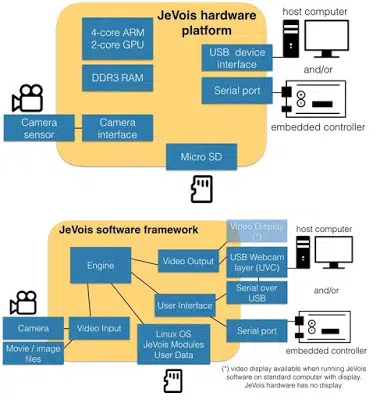 JeVois hardware
platform
host computer
4-core ARM
2-core GPU
USB device
interface
DDR3 RAM
and/or
Serial port
Camera
sensor
Camera
interface
embedded controller
Micro SD
JeVois software framework
Video Display
(*)
host computer
Engine
Video Output
USB Webcam
layer (UVC)
User Interface
Serial over
USB
and/or
Camera
Video Input
Linux OS
JeVois Modules
User Data
Serial port
Movie / image
files
embedded controller
(*) video display available when running JeVois
software on standard computer with display.
JeVois hardware has no display.